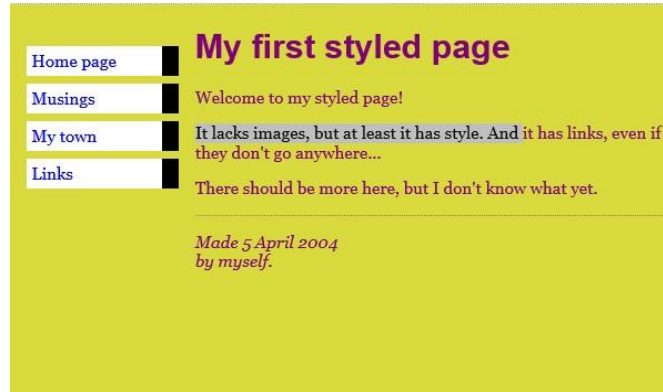 My first styled page
Home page
Musings
My town
Links
Welcome to my styled page!
It lacks images, but at least it has style. And it has links, even if
they don't go anywhere...
There should be more here, but I don't know what yet.
Made 5 April 2004
by myself.